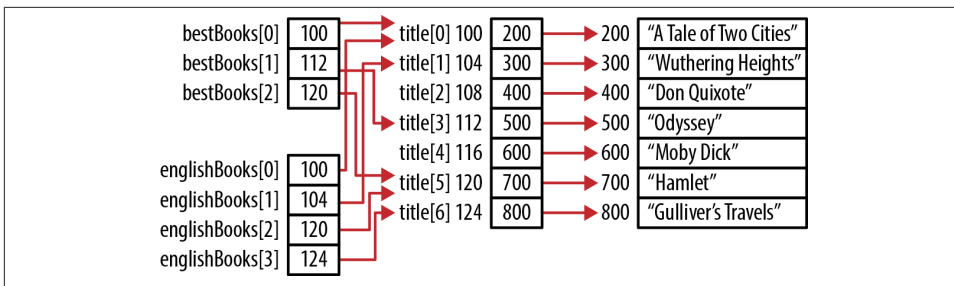 bestBooks[0] 100 title[0] 100 200 200 “A Tale of Two Cities”
bestBooks[1] 112 title[1] 104 300 300 “Wuthering Heights”
bestBooks[2] 120 title[2] 108 400 400 “Don Quixote”
title[3] 112 500 500 “Odyssey”
title[4] 116 600 600 “Moby Dick”
englishBooks[0] 100 title[5] 120 700 700 “Hamlet”
englishBooks[1] 104 title[6] 124 800 800 “Gulliver’s Travels”
englishBooks[2] 120
englishBooks[3] 124